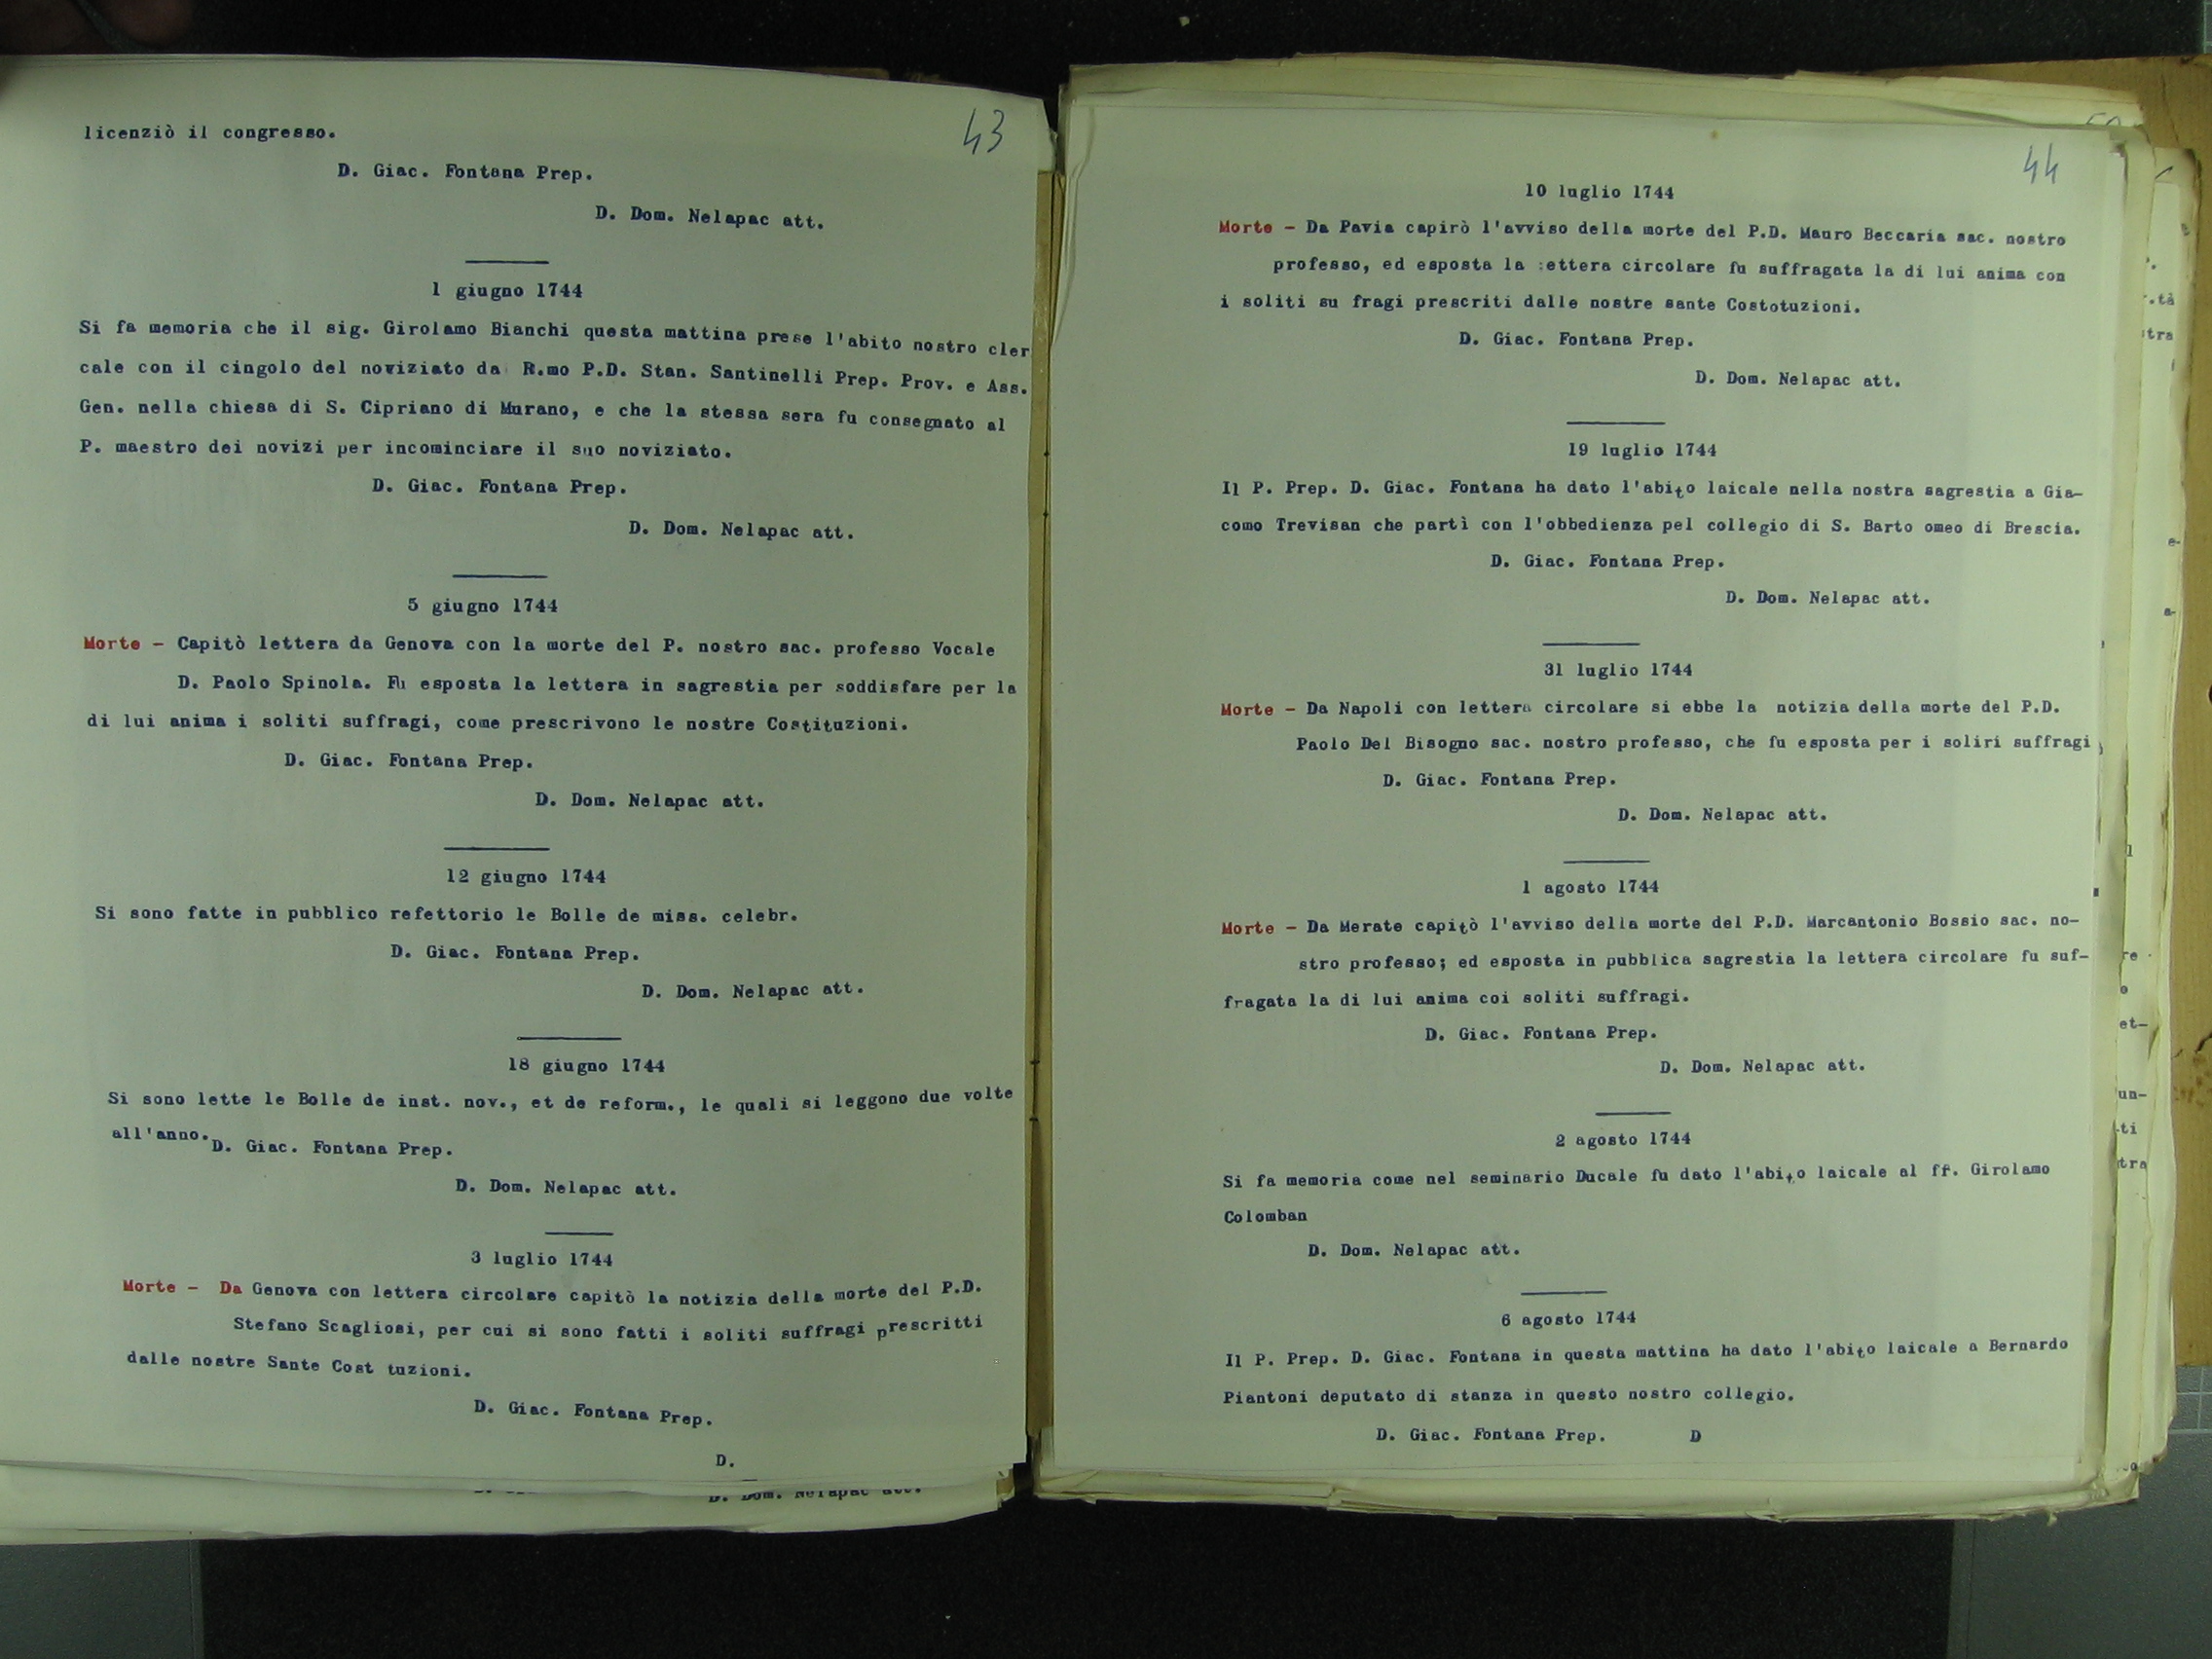 43
licenziò il congresso.
D. Giac. Fontana Prep.
D. Dom. Nelapac att.
1 giugno 1744
Si fa memoria che il sig. Girolamo Bianchi questa mattina prese l'abito nostro cler
cale con il cingolo del noviziato da R.mo P.D. Stan. Santinelli Prep. Prov. e Ass.
Gen. nella chiesa di S. Cipriano di Murano, e che la stessa sera fu consegnato al
P. maestro dei novizi per incominciare il suo noviziato.
D. Giac. Fontana Prep.
D. Dom. Nelapac att.
5 giugno 1744
Morte - Capitò lettera da Genova con la morte del P. nostro sac. professo Vocale
D. Paolo Spinola. Fu esposta la lettera in sagrestia per soddisfare per la
di lui anima i soliti suffragi, come prescrivono le nostre Costituzioni.
D. Giac. Fontana Prep.
D. Dom. Nelapac att.
12 giugno 1744
Si sono fatte in pubblico refettorio le Bolle de miss. celebr.
D. Giac. Fontana Prep.
D. Dom. Nelapac att.
18 giugno 1744
Si sono lette le Bolle de inst. nov., et de reform., le quali si leggono due volte
all'anno.
D. Giac. Fontana Prep.
D. Dom. Nelapac att.
3 luglio 1744
Morte - Da Genova con lettera circolare capitò la notizia della morte del P.D.
Stefano Scagliosi, per cui si sono fatti i soliti suffragi prescritti
dalle nostre Sante Cost tuzioni.
D. Giac. Fontana Prep.
D.
D. Dom. Nelapac att.
44
10 luglio 1744
Morte - Da Pavia capirò l'avviso della morte del P.D. Mauro Beccaria sac. nostro
professo, ed esposta la :ettera circolare fu suffragata la di lui anima con
i soliti su fragi prescriti dalle nostre sante Costotuzioni.
D. Giac. Fontana Prep.
D. Dom. Nelapac att.
19 luglio 1744
Il P. Prep. D. Giac. Fontana ha dato l'abito laicale nella nostra sagrestia a Gia-
como Trevisan che partì con l'obbedienza pel collegio di S. Barto omeo di Brescia.
D. Giac. Fontana Prep.
D. Dom. Nelapac att.
31 luglio 1744
Morte - Da Napoli con lettera circolare si ebbe la notizia della morte del P.D.
Paolo Del Bisogno sac. nostro professo, che fu esposta per i soliri suffragi
D. Giac. Fontana Prep.
D. Dom. Nelapac att.
1 agosto 1744
Morte - Da Merate capitò l'avviso della morte del P.D. Marcantonio Bossio sac. no-
stro professo; ed esposta in pubblica sagrestia la lettera circolare fu suf-
fragata la di lui anima coi soliti suffragi.
D. Giac. Fontana Prep.
D. Dom. Nelapac att.
2 agosto 1744
Si fa memoria come nel seminario Ducale fu dato l'abito laicale al ff. Girolamo
Colomban
D. Dom. Nelapac att.
6 agosto 1744
Il P. Prep. D. Giac. Fontana in questa mattina ha dato l'abito laicale a Bernardo
Piantoni deputato di stanza in questo nostro collegio.
D. Giac. Fontana Prep. D